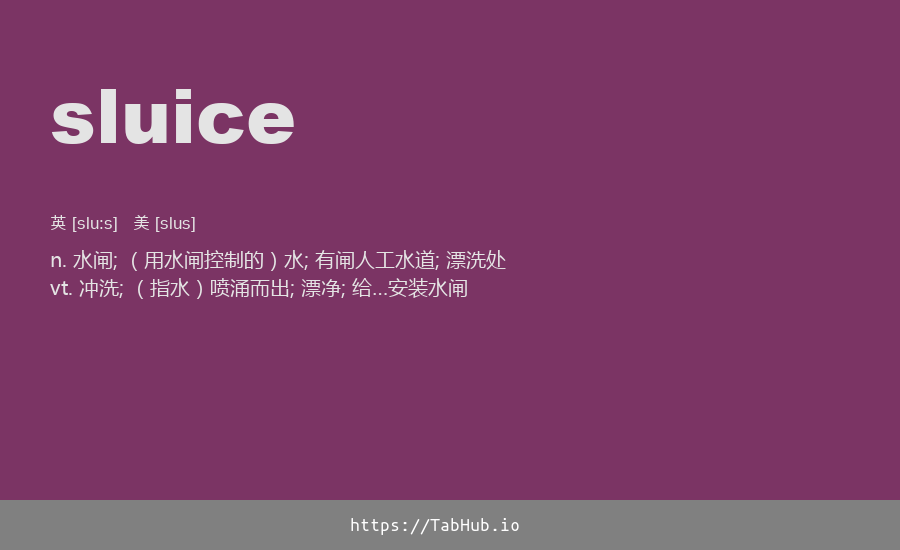 sluice
英 [slu:s] 美 [slus]
n. 水闸; （用水闸控制的）水; 有闸人工水道; 漂洗处
vt. 冲洗; （指水）喷涌而出; 漂净; 给…安装水闸
https://TabHub.io